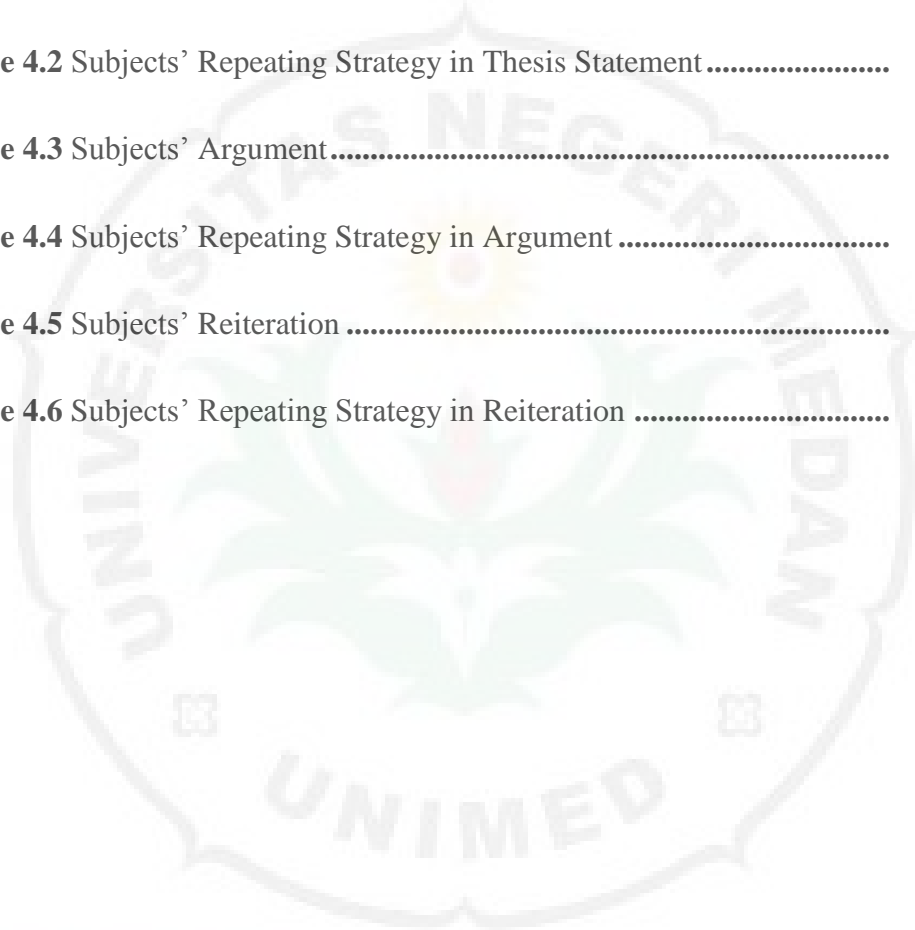 e 4.2 Subjects’ Repeating Strategy in Thesis Statement.......................
e 4.3 Subjects’ Argument......................................................................
e 4.4 Subjects’ Repeating Strategy in Argument ..................................
e 4.5 Subjects’ Reiteration ....................................................................
e 4.6 Subjects’ Repeating Strategy in Reiteration ................................
UNIVERSITAS NEGERI MEDAN
UNIMED